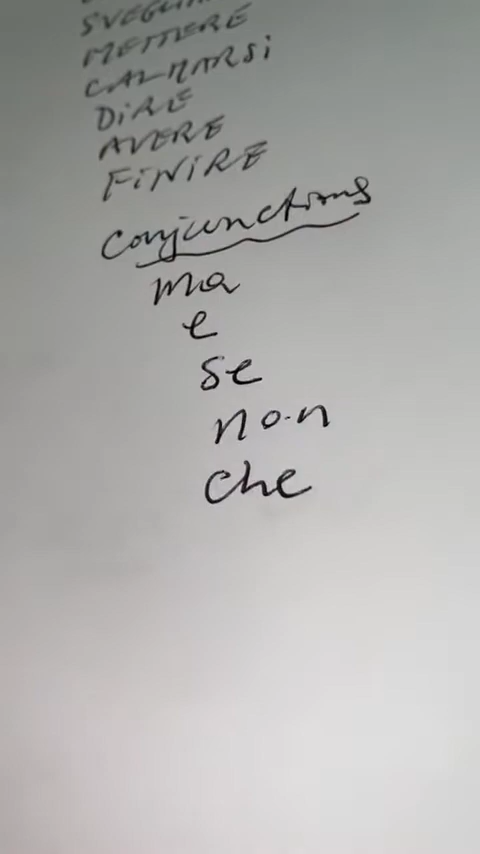 METTERE
CALMARSi
DiRE
AVERE
FiNiRE
Conjunctions
ma
e
se
non
che